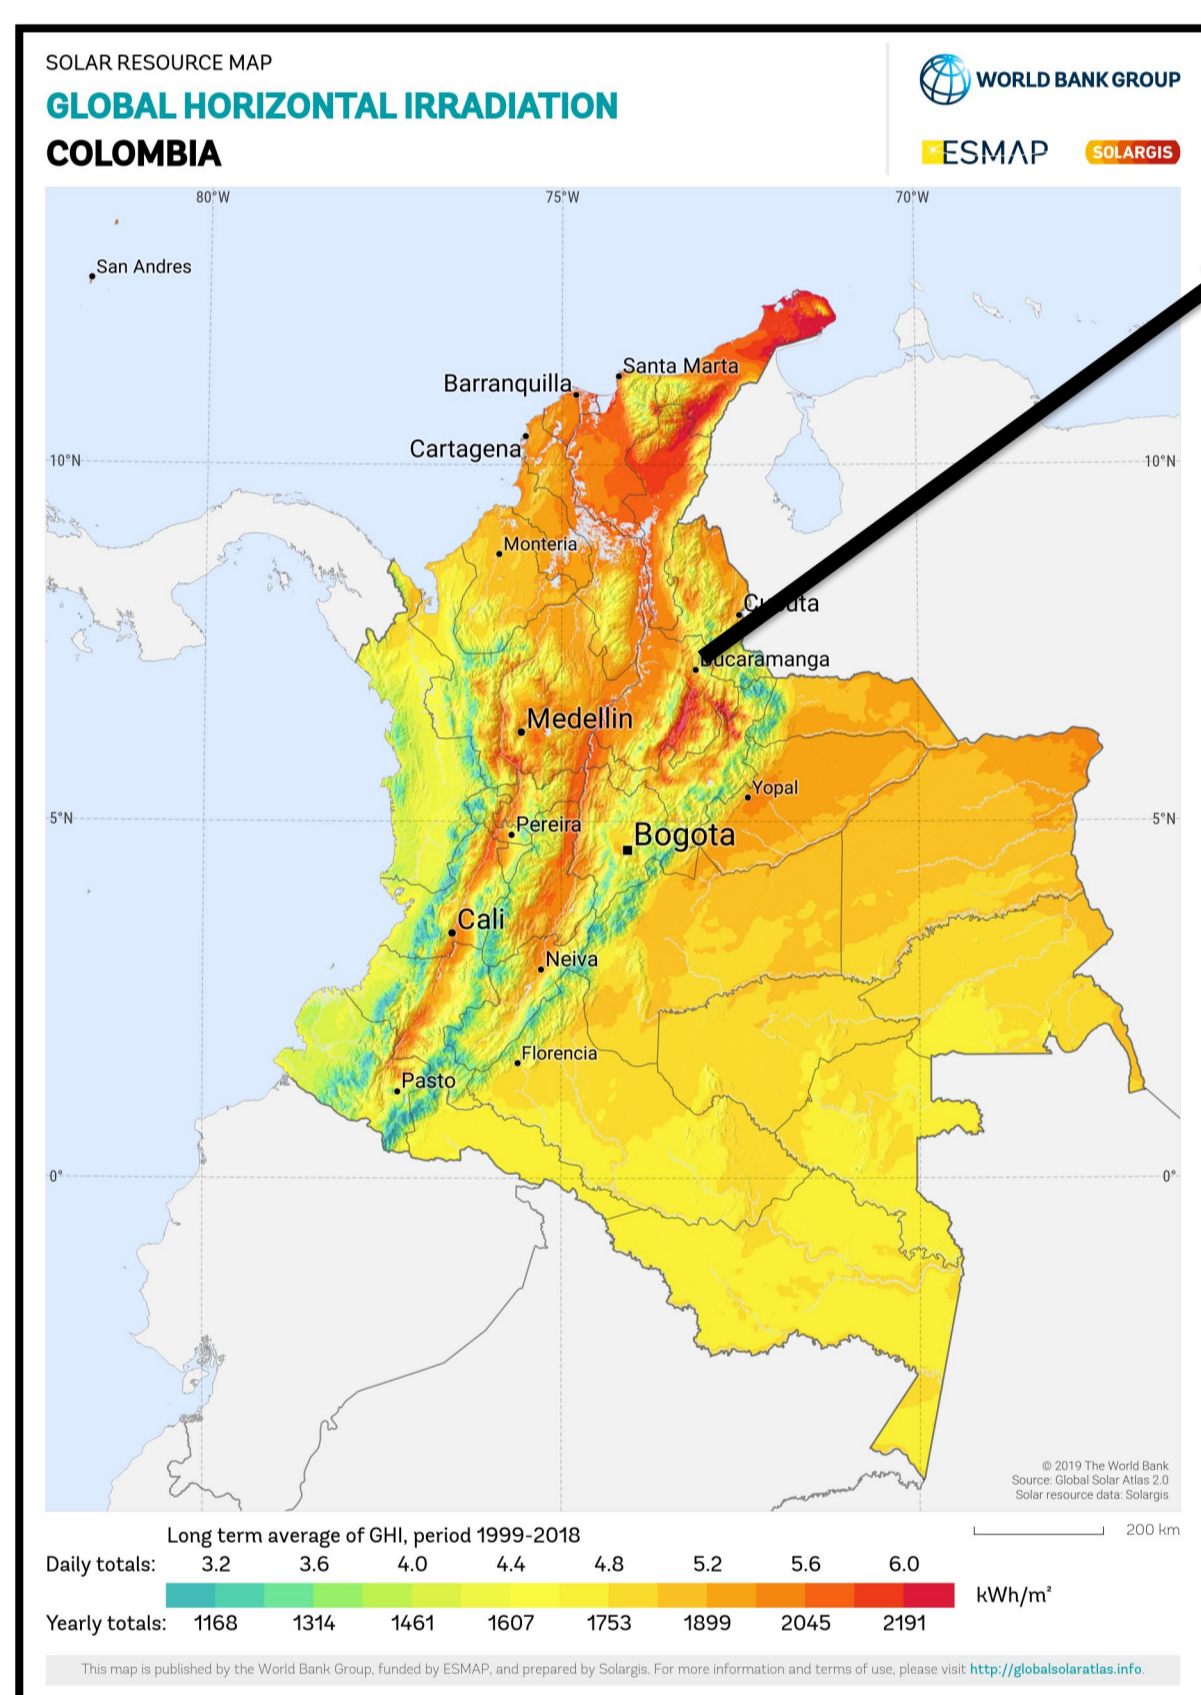 SOLAR RESOURCE MAP
GLOBAL HORIZONTAL IRRADIATION
COLOMBIA
WORLD BANK GROUP
ESMAP
SOLARGIS
80°W 75°W 70°W
San Andres
Santa Marta
Barranquilla
Cartagena
10°N 10°N
Monteria
Bucaramanga
Medellin
Yopal
5°N 5°N
Pereira
Bogota
Cali
Neiva
Florencia
Pasto
0° 0°
© 2019 The World Bank
Source: Global Solar Atlas 2.0
Solar resource data: Solargis
Long term average of GHI, period 1999-2018
200 km
Daily totals: 3.2 3.6 4.0 4.4 4.8 5.2 5.6 6.0
kWh/m²
Yearly totals: 1168 1314 1461 1607 1753 1899 2045 2191
This map is published by the World Bank Group, funded by ESMAP, and prepared by Solargis. For more information and terms of use, please visit http://globalsolaratlas.info.